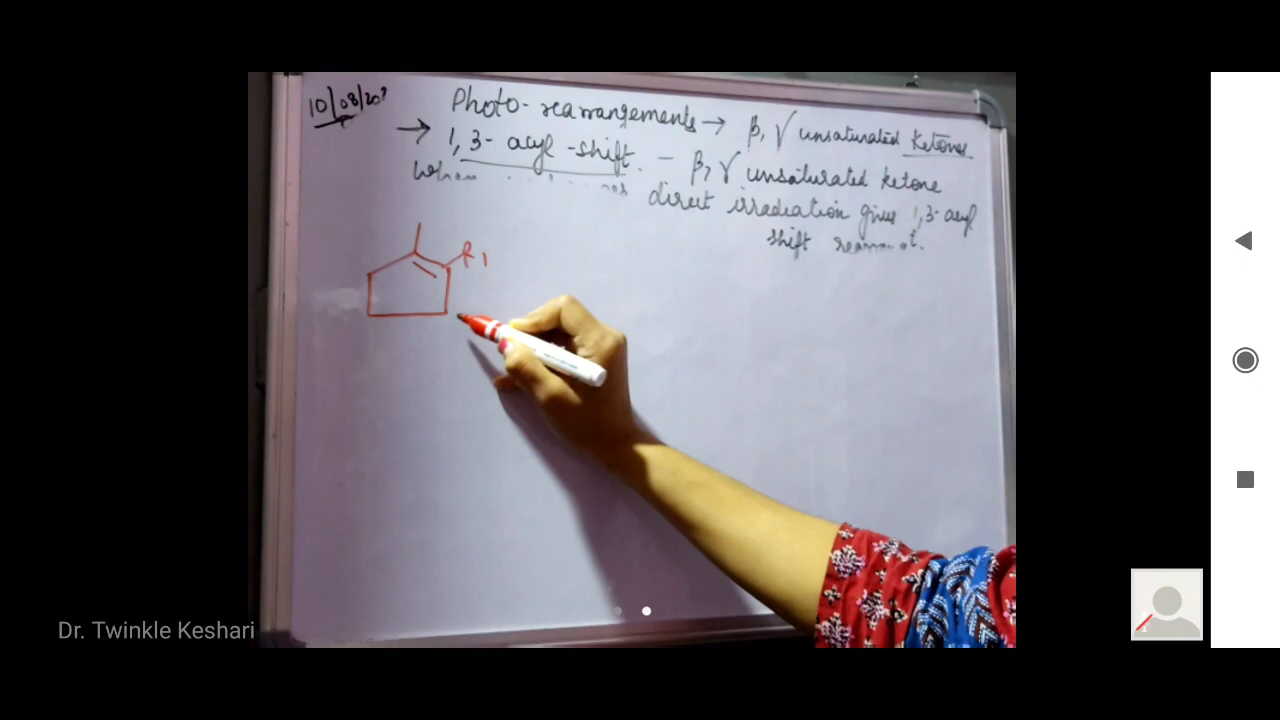 10/08/20
Photo-rearrangements → β, γ unsaturated Ketones
→ 1,3- acyl -shift. - β, γ unsaturated ketone
when direct irradiation gives 1,3- acyl
shift
R1
Dr. Twinkle Keshari